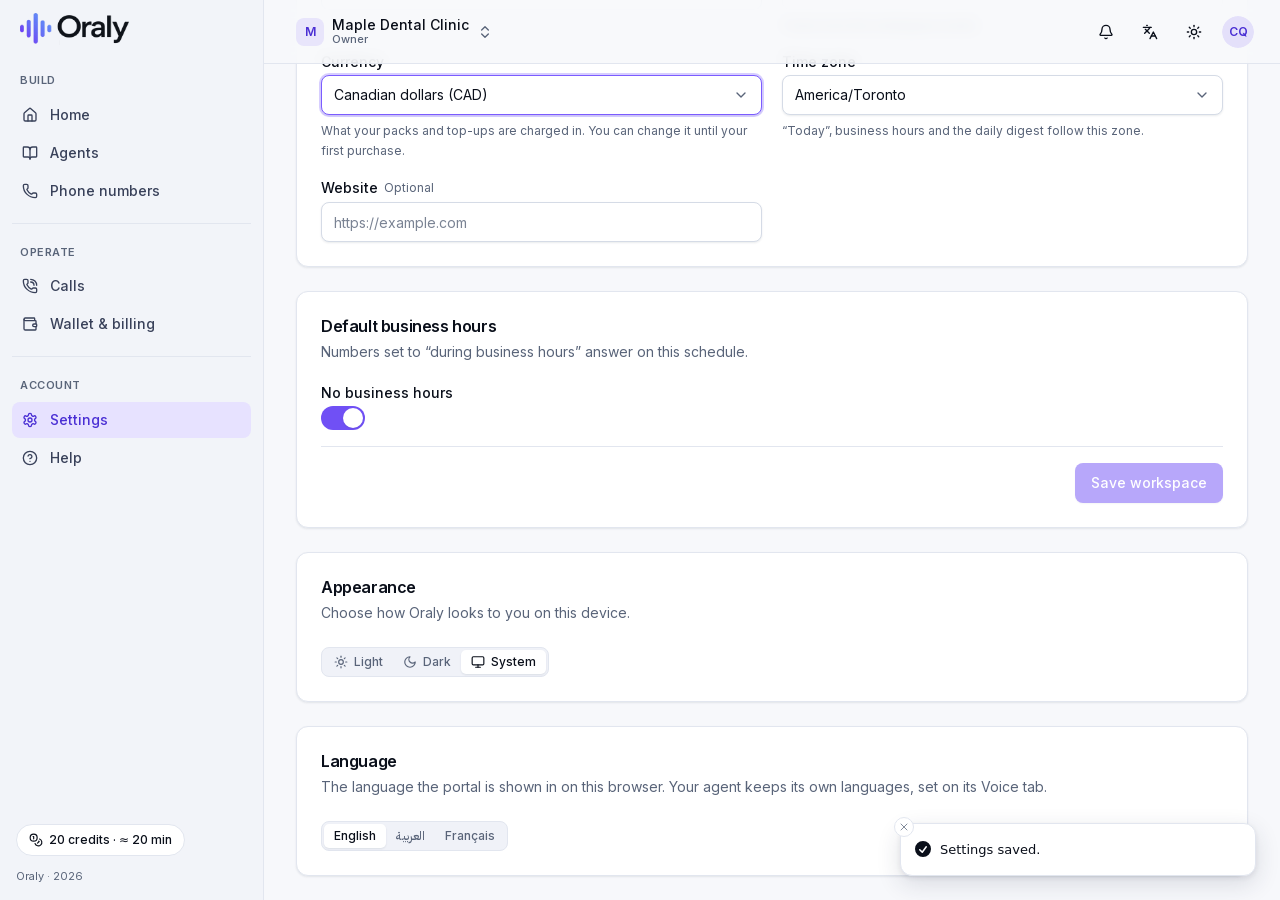 Oraly
M
Maple Dental Clinic
Owner
CQ
BUILD
Home
Agents
Phone numbers
OPERATE
Calls
Wallet & billing
ACCOUNT
Settings
Help
20 credits · ≈ 20 min
Oraly · 2026
Currency
Time zone
Canadian dollars (CAD)
America/Toronto
What your packs and top-ups are charged in. You can change it until your
first purchase.
“Today”, business hours and the daily digest follow this zone.
Website Optional
https://example.com
Default business hours
Numbers set to “during business hours” answer on this schedule.
No business hours
Save workspace
Appearance
Choose how Oraly looks to you on this device.
Light Dark System
Language
The language the portal is shown in on this browser. Your agent keeps its own languages, set on its Voice tab.
English العربية Français
Settings saved.